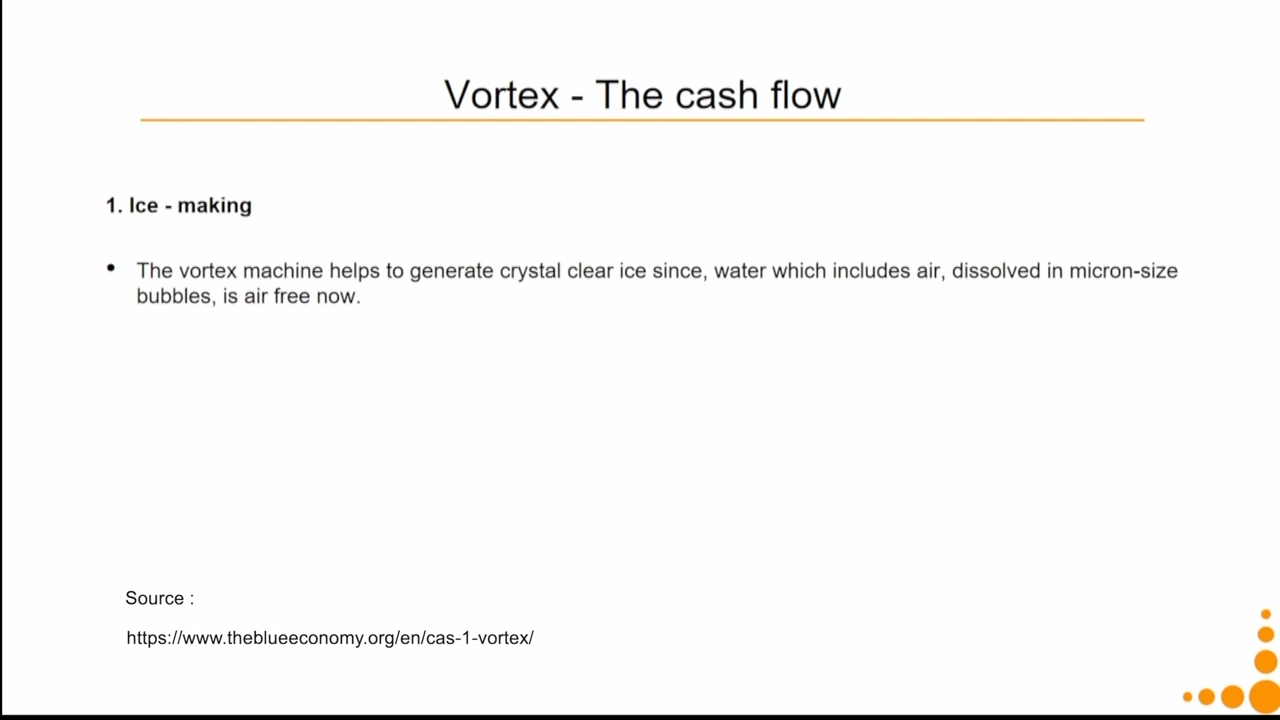 Vortex - The cash flow
1. Ice - making
• The vortex machine helps to generate crystal clear ice since, water which includes air, dissolved in micron-size
bubbles, is air free now.
Source :
https://www.theblueeconomy.org/en/cas-1-vortex/